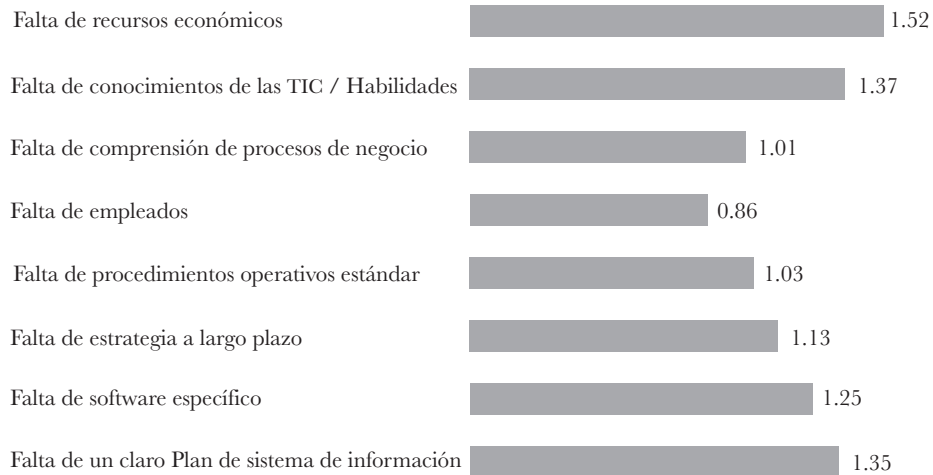 Falta de recursos económicos 1.52
Falta de conocimientos de las TIC / Habilidades 1.37
Falta de comprensión de procesos de negocio 1.01
Falta de empleados 0.86
Falta de procedimientos operativos estándar 1.03
Falta de estrategia a largo plazo 1.13
Falta de software específico 1.25
Falta de un claro Plan de sistema de información 1.35